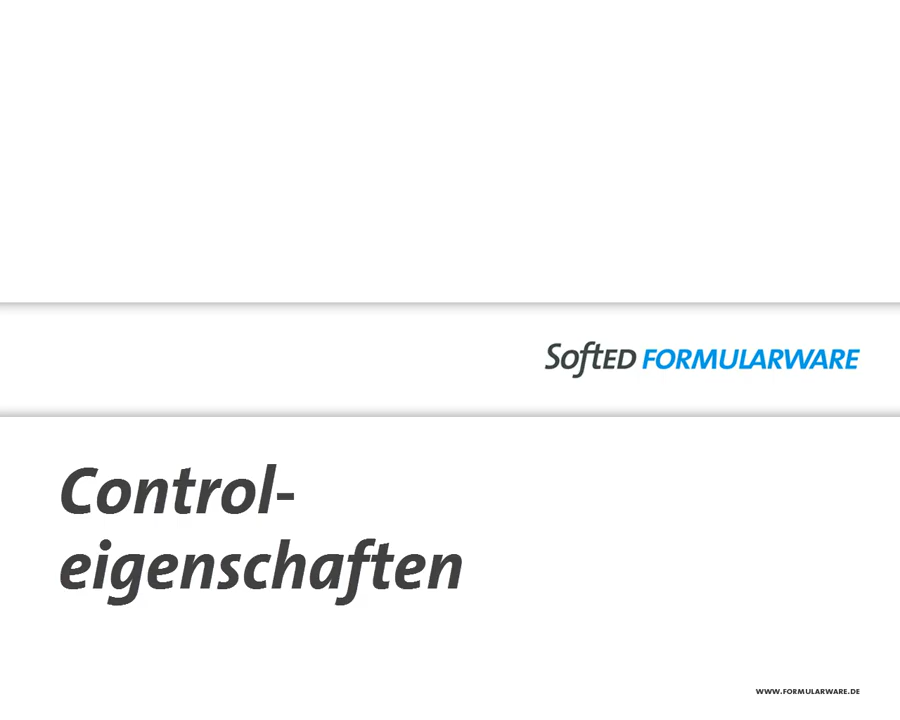 SoftED FORMULARWARE
Control-
eigenschaften
WWW.FORMULARWARE.DE